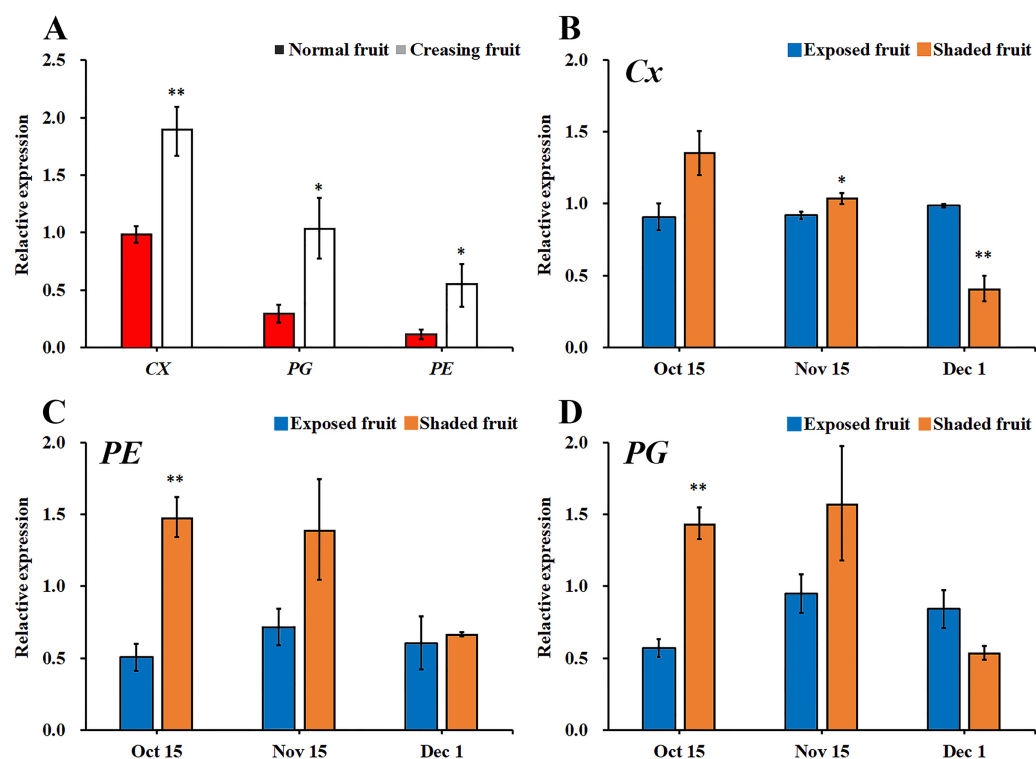 A
Normal fruit Creasing fruit
2.5
2.0
1.5
1.0
0.5
0.0
Relactive expression
** * *
CX PG PE
B
Exposed fruit Shaded fruit
Cx
2.0
1.5
1.0
0.5
0.0
Relactive expression
* **
Oct 15 Nov 15 Dec 1
C
Exposed fruit Shaded fruit
PE
2.0
1.5
1.0
0.5
0.0
Relactive expression
**
Oct 15 Nov 15 Dec 1
D
Exposed fruit Shaded fruit
PG
2.0
1.5
1.0
0.5
0.0
Relactive expression
**
Oct 15 Nov 15 Dec 1